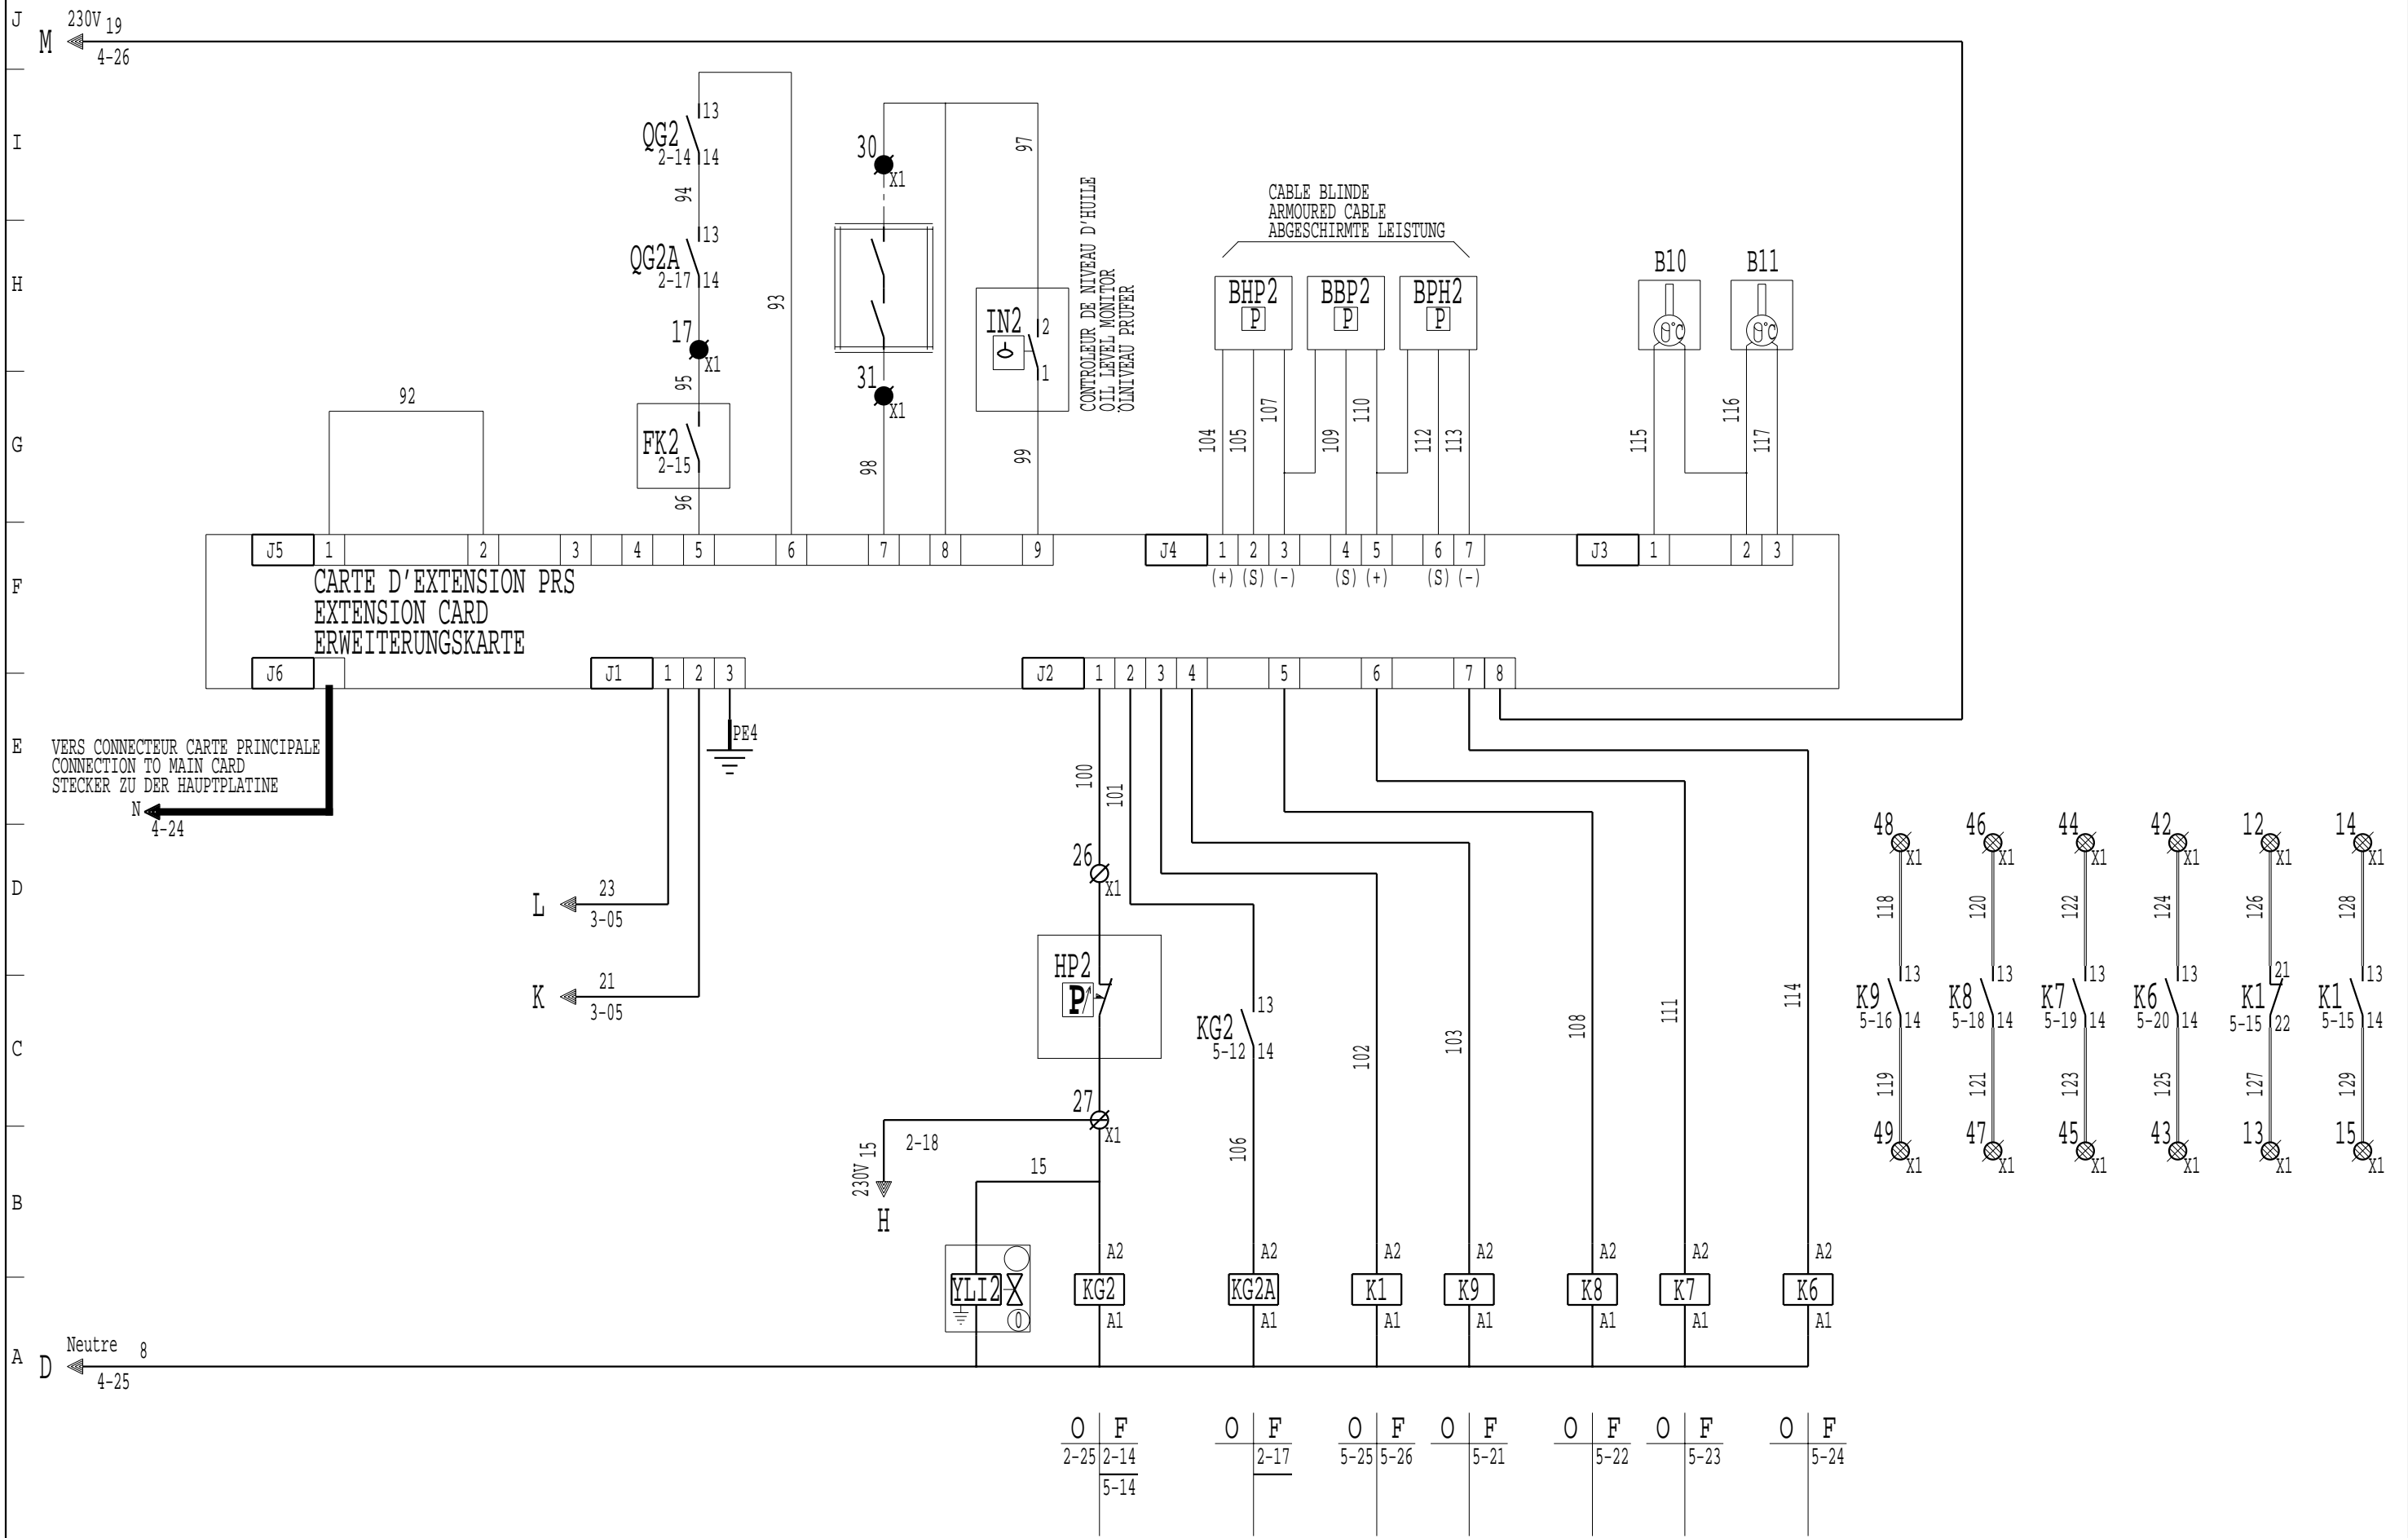 J
M
230V 19
4-26
I
H
G
F
E
D
C
B
A
QG2
2-14
13
14
94
QG2A
2-17
13
14
17
X1
95
FK2
2-15
96
93
92
30
X1
31
X1
98
97
IN2
2
1
99
CONTROLEUR DE NIVEAU D'HUILE
OIL LEVEL MONITOR
ÖLNIVEAU PRUFER
CABLE BLINDE
ARMOURED CABLE
ABGESCHIRMTE LEISTUNG
BHP2
P
BBP2
P
BPH2
P
B10
θ°C
B11
θ°C
104
105
107
109
110
112
113
115
116
117
J5 1 2 3 4 5 6 7 8 9
J4 1 2 3 4 5 6 7
J3 1 2 3
(+) (S) (-) (S) (+) (S) (-)
CARTE D'EXTENSION PRS
EXTENSION CARD
ERWEITERUNGSKARTE
J6
J1 1 2 3
J2 1 2 3 4 5 6 7 8
PE4
VERS CONNECTEUR CARTE PRINCIPALE
CONNECTION TO MAIN CARD
STECKER ZU DER HAUPTPLATINE
N
4-24
L
23
3-05
K
21
3-05
100
101
26
X1
HP2
P
27
X1
2-18
230V 15
H
15
KG2
5-12
13
14
106
102
103
108
111
114
48 46 44 42 12 14
X1 X1 X1 X1 X1 X1
118 120 122 124 126 128
13 13 13 13 21 13
K9 K8 K7 K6 K1 K1
5-16 14 5-18 14 5-19 14 5-20 14 5-15 22 5-15 14
119 121 123 125 127 129
49 47 45 43 13 15
X1 X1 X1 X1 X1 X1
A2 A2 A2 A2 A2 A2 A2
YLI2 KG2 KG2A K1 K9 K8 K7 K6
0
A1 A1 A1 A1 A1 A1 A1
D
Neutre 8
4-25
O F O F O F O F O F O F O F
2-25 2-14 2-17 5-25 5-26 5-21 5-22 5-23 5-24
5-14